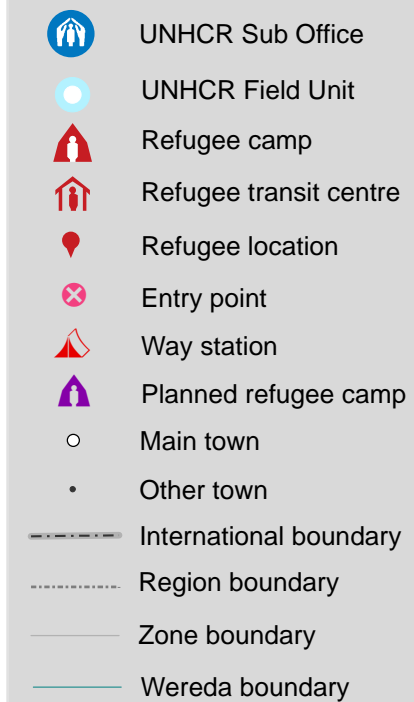 UNHCR Sub Office
UNHCR Field Unit
Refugee camp
Refugee transit centre
Refugee location
Entry point
Way station
Planned refugee camp
Main town
Other town
International boundary
Region boundary
Zone boundary
Wereda boundary